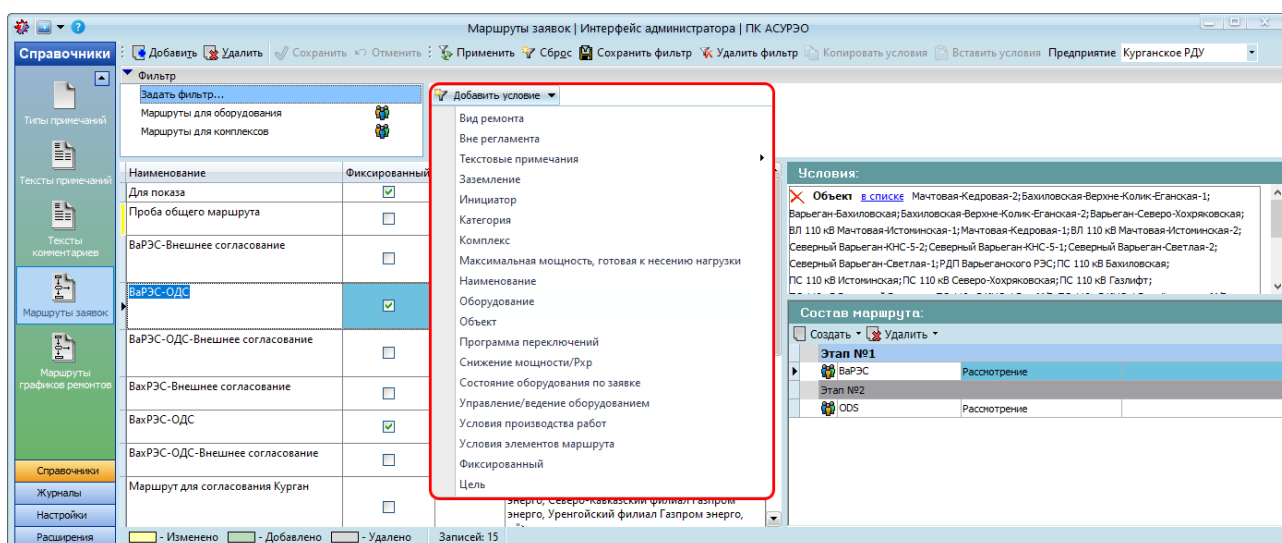 Маршруты заявок | Интерфейс администратора | ПК АСУРЭО
Справочники
Добавить Удалить Сохранить Отменить Применить Сброс Сохранить фильтр Удалить фильтр Копировать условия Вставить условия Предприятие Курганское РДУ
Типы примечаний
Тексты примечаний
Тексты комментариев
Маршруты заявок
Маршруты графиков ремонтов
Справочники
Журналы
Настройки
Расширения
Фильтр
Задать фильтр...
Маршруты для оборудования
Маршруты для комплексов
Наименование Фиксированный
Для показа
Проба общего маршрута
ВаРЭС-Внешнее согласование
ВаРЭС-ОДС
ВаРЭС-ОДС-Внешнее согласование
ВахРЭС-Внешнее согласование
ВахРЭС-ОДС
ВахРЭС-ОДС-Внешнее согласование
Маршрут для согласования Курган
Добавить условие
Вид ремонта
Вне регламента
Текстовые примечания
Заземление
Инициатор
Категория
Комплекс
Максимальная мощность, готовая к несению нагрузки
Наименование
Оборудование
Объект
Программа переключений
Снижение мощности/Рхр
Состояние оборудования по заявке
Управление/ведение оборудованием
Условия производства работ
Условия элементов маршрута
Фиксированный
Цель
энерго, Северо-Кавказский филиал Газпром
энерго, Уренгойский филиал Газпром энерго,
Условия:
Объект в списке Мачтовая-Кедровая-2;Бахиловская-Верхне-Колик-Еганская-1;
Варьеган-Бахиловская;Бахиловская-Верхне-Колик-Еганская-2;Варьеган-Северо-Хохряковская;
ВЛ 110 кВ Мачтовая-Истоминская-1;Мачтовая-Кедровая-1;ВЛ 110 кВ Мачтовая-Истоминская-2;
Северный Варьеган-КНС-5-2;Северный Варьеган-КНС-5-1;Северный Варьеган-Светлая-2;
Северный Варьеган-Светлая-1;РДП Варьеганского РЭС;ПС 110 кВ Бахиловская;
ПС 110 кВ Истоминская;ПС 110 кВ Северо-Хохряковская;ПС 110 кВ Газлифт;
Состав маршрута:
Создать Удалить
Этап №1
ВаРЭС Рассмотрение
Этап №2
ODS Рассмотрение
- Изменено - Добавлено - Удалено Записей: 15